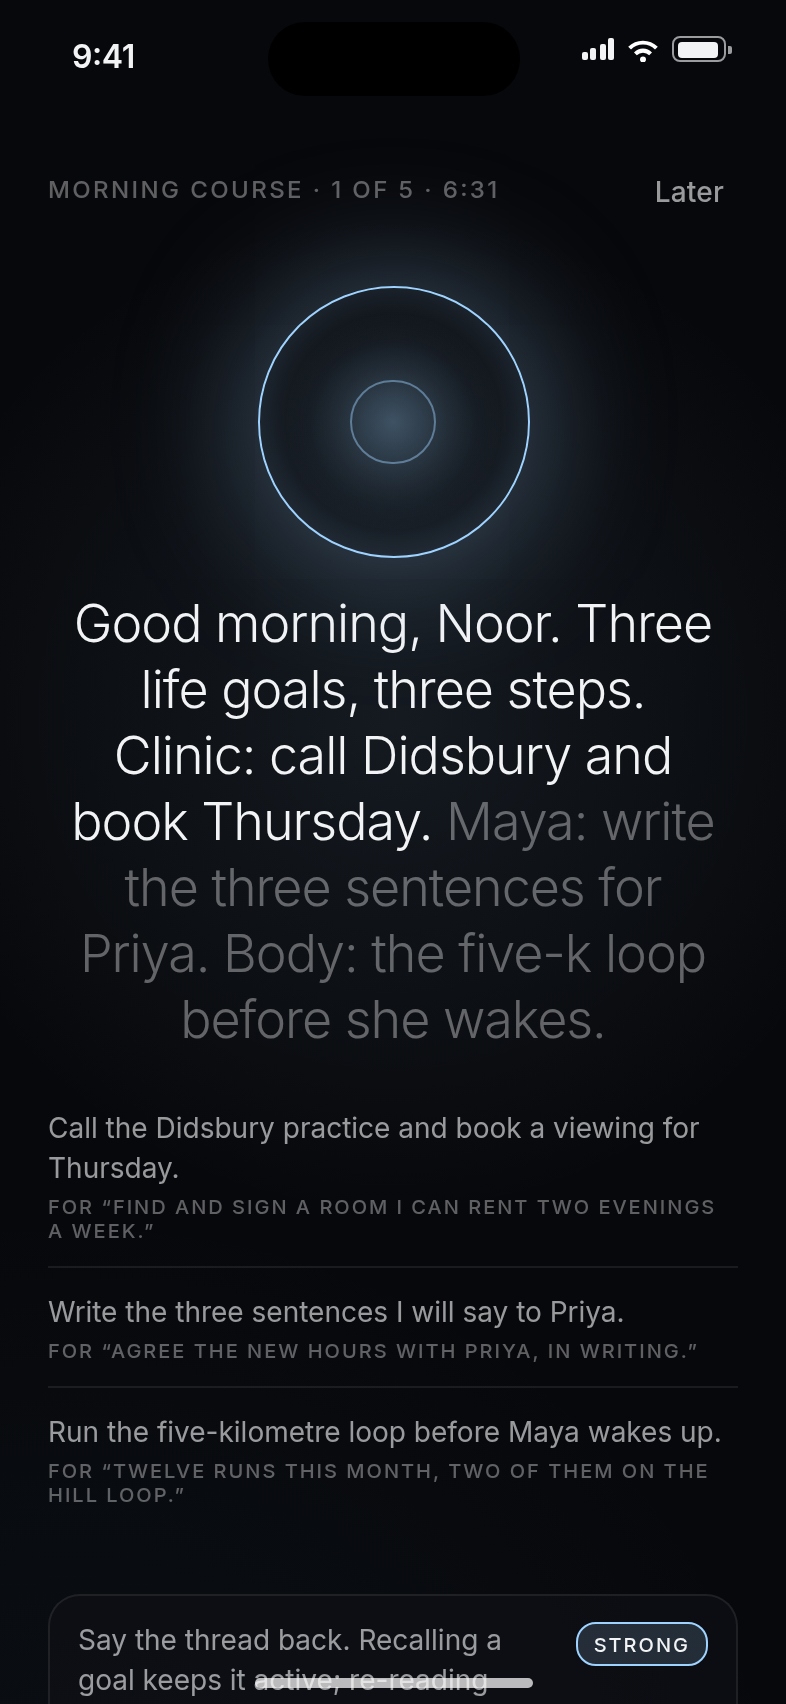 9:41
MORNING COURSE · 1 OF 5 · 6:31
Later
Good morning, Noor. Three
life goals, three steps.
Clinic: call Didsbury and
book Thursday. Maya: write
the three sentences for
Priya. Body: the five-k loop
before she wakes.
Call the Didsbury practice and book a viewing for
Thursday.
FOR “FIND AND SIGN A ROOM I CAN RENT TWO EVENINGS
A WEEK.”
Write the three sentences I will say to Priya.
FOR “AGREE THE NEW HOURS WITH PRIYA, IN WRITING.”
Run the five-kilometre loop before Maya wakes up.
FOR “TWELVE RUNS THIS MONTH, TWO OF THEM ON THE
HILL LOOP.”
Say the thread back. Recalling a
STRONG
goal keeps it active; re-reading